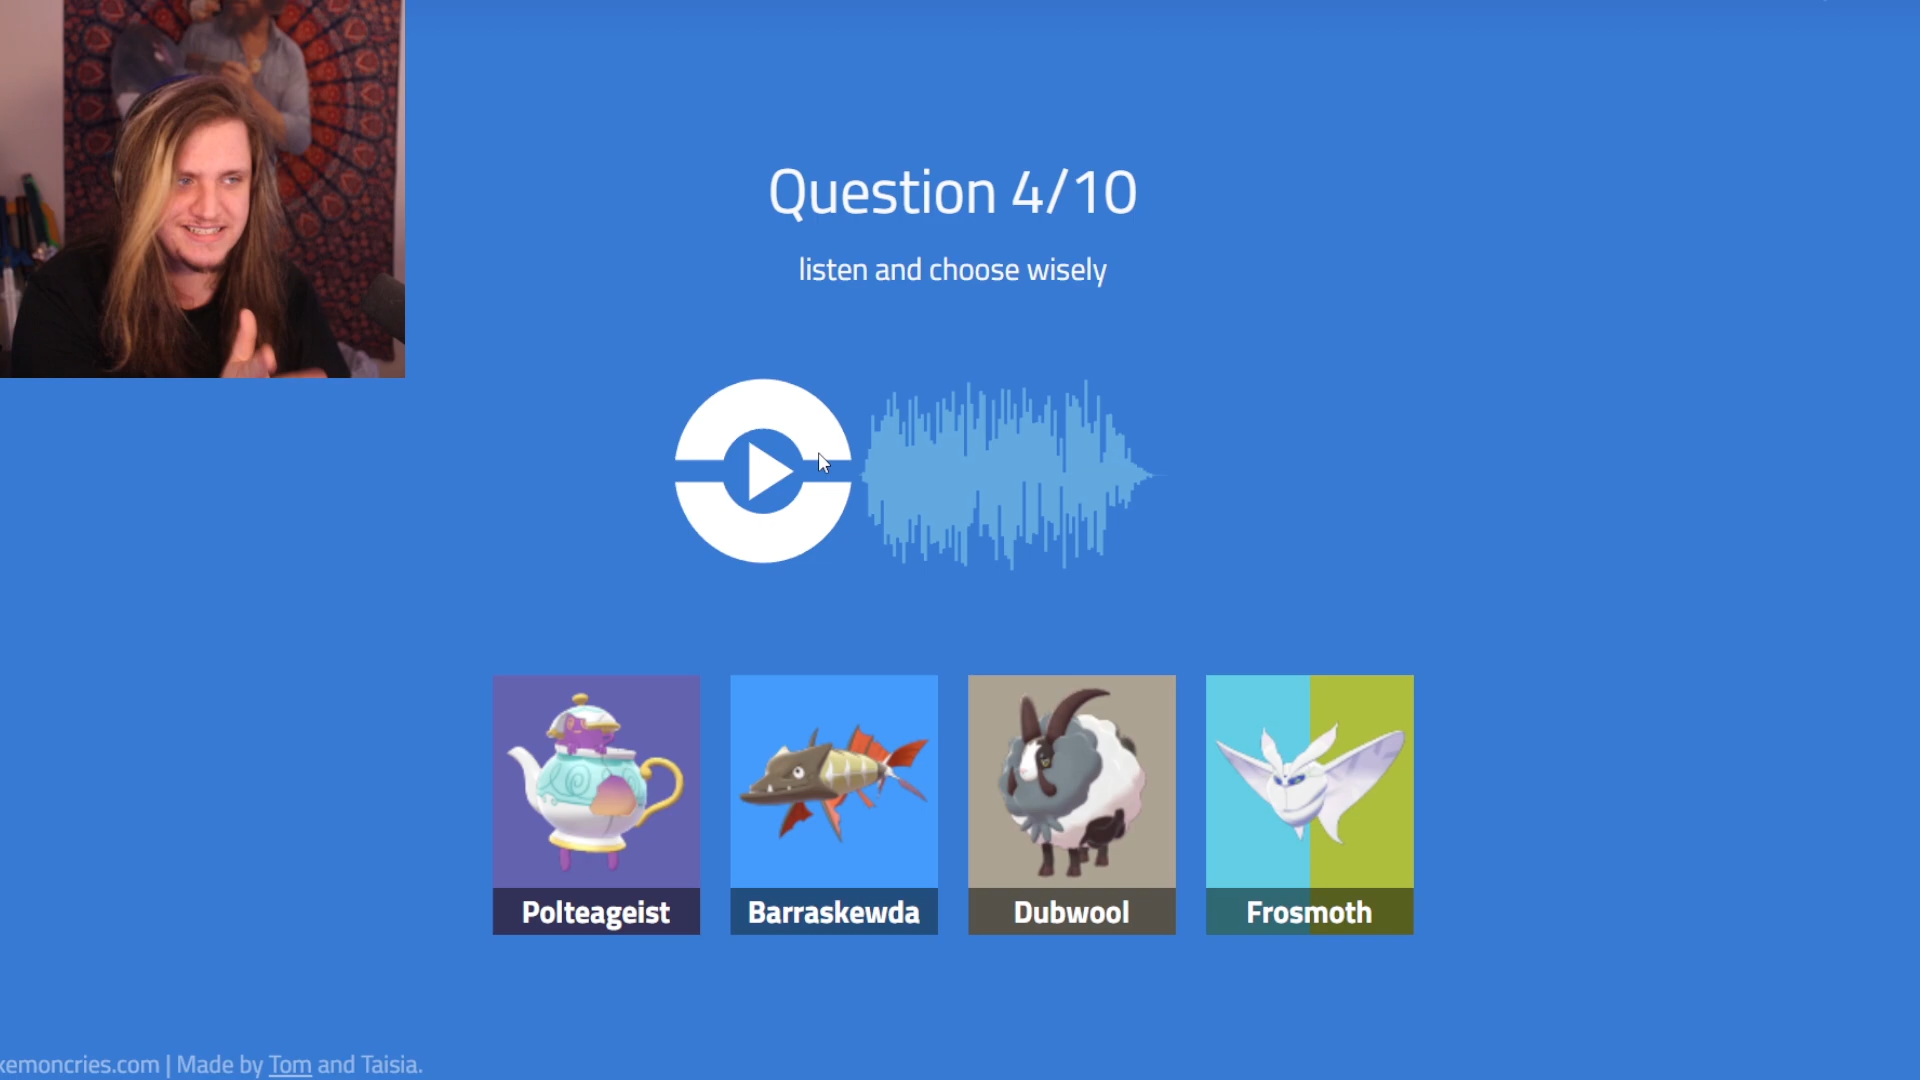 Question 4/10
listen and choose wisely
Polteageist
Barraskewda
Dubwool
Frosmoth
kemoncries.com | Made by Tom and Taisia.